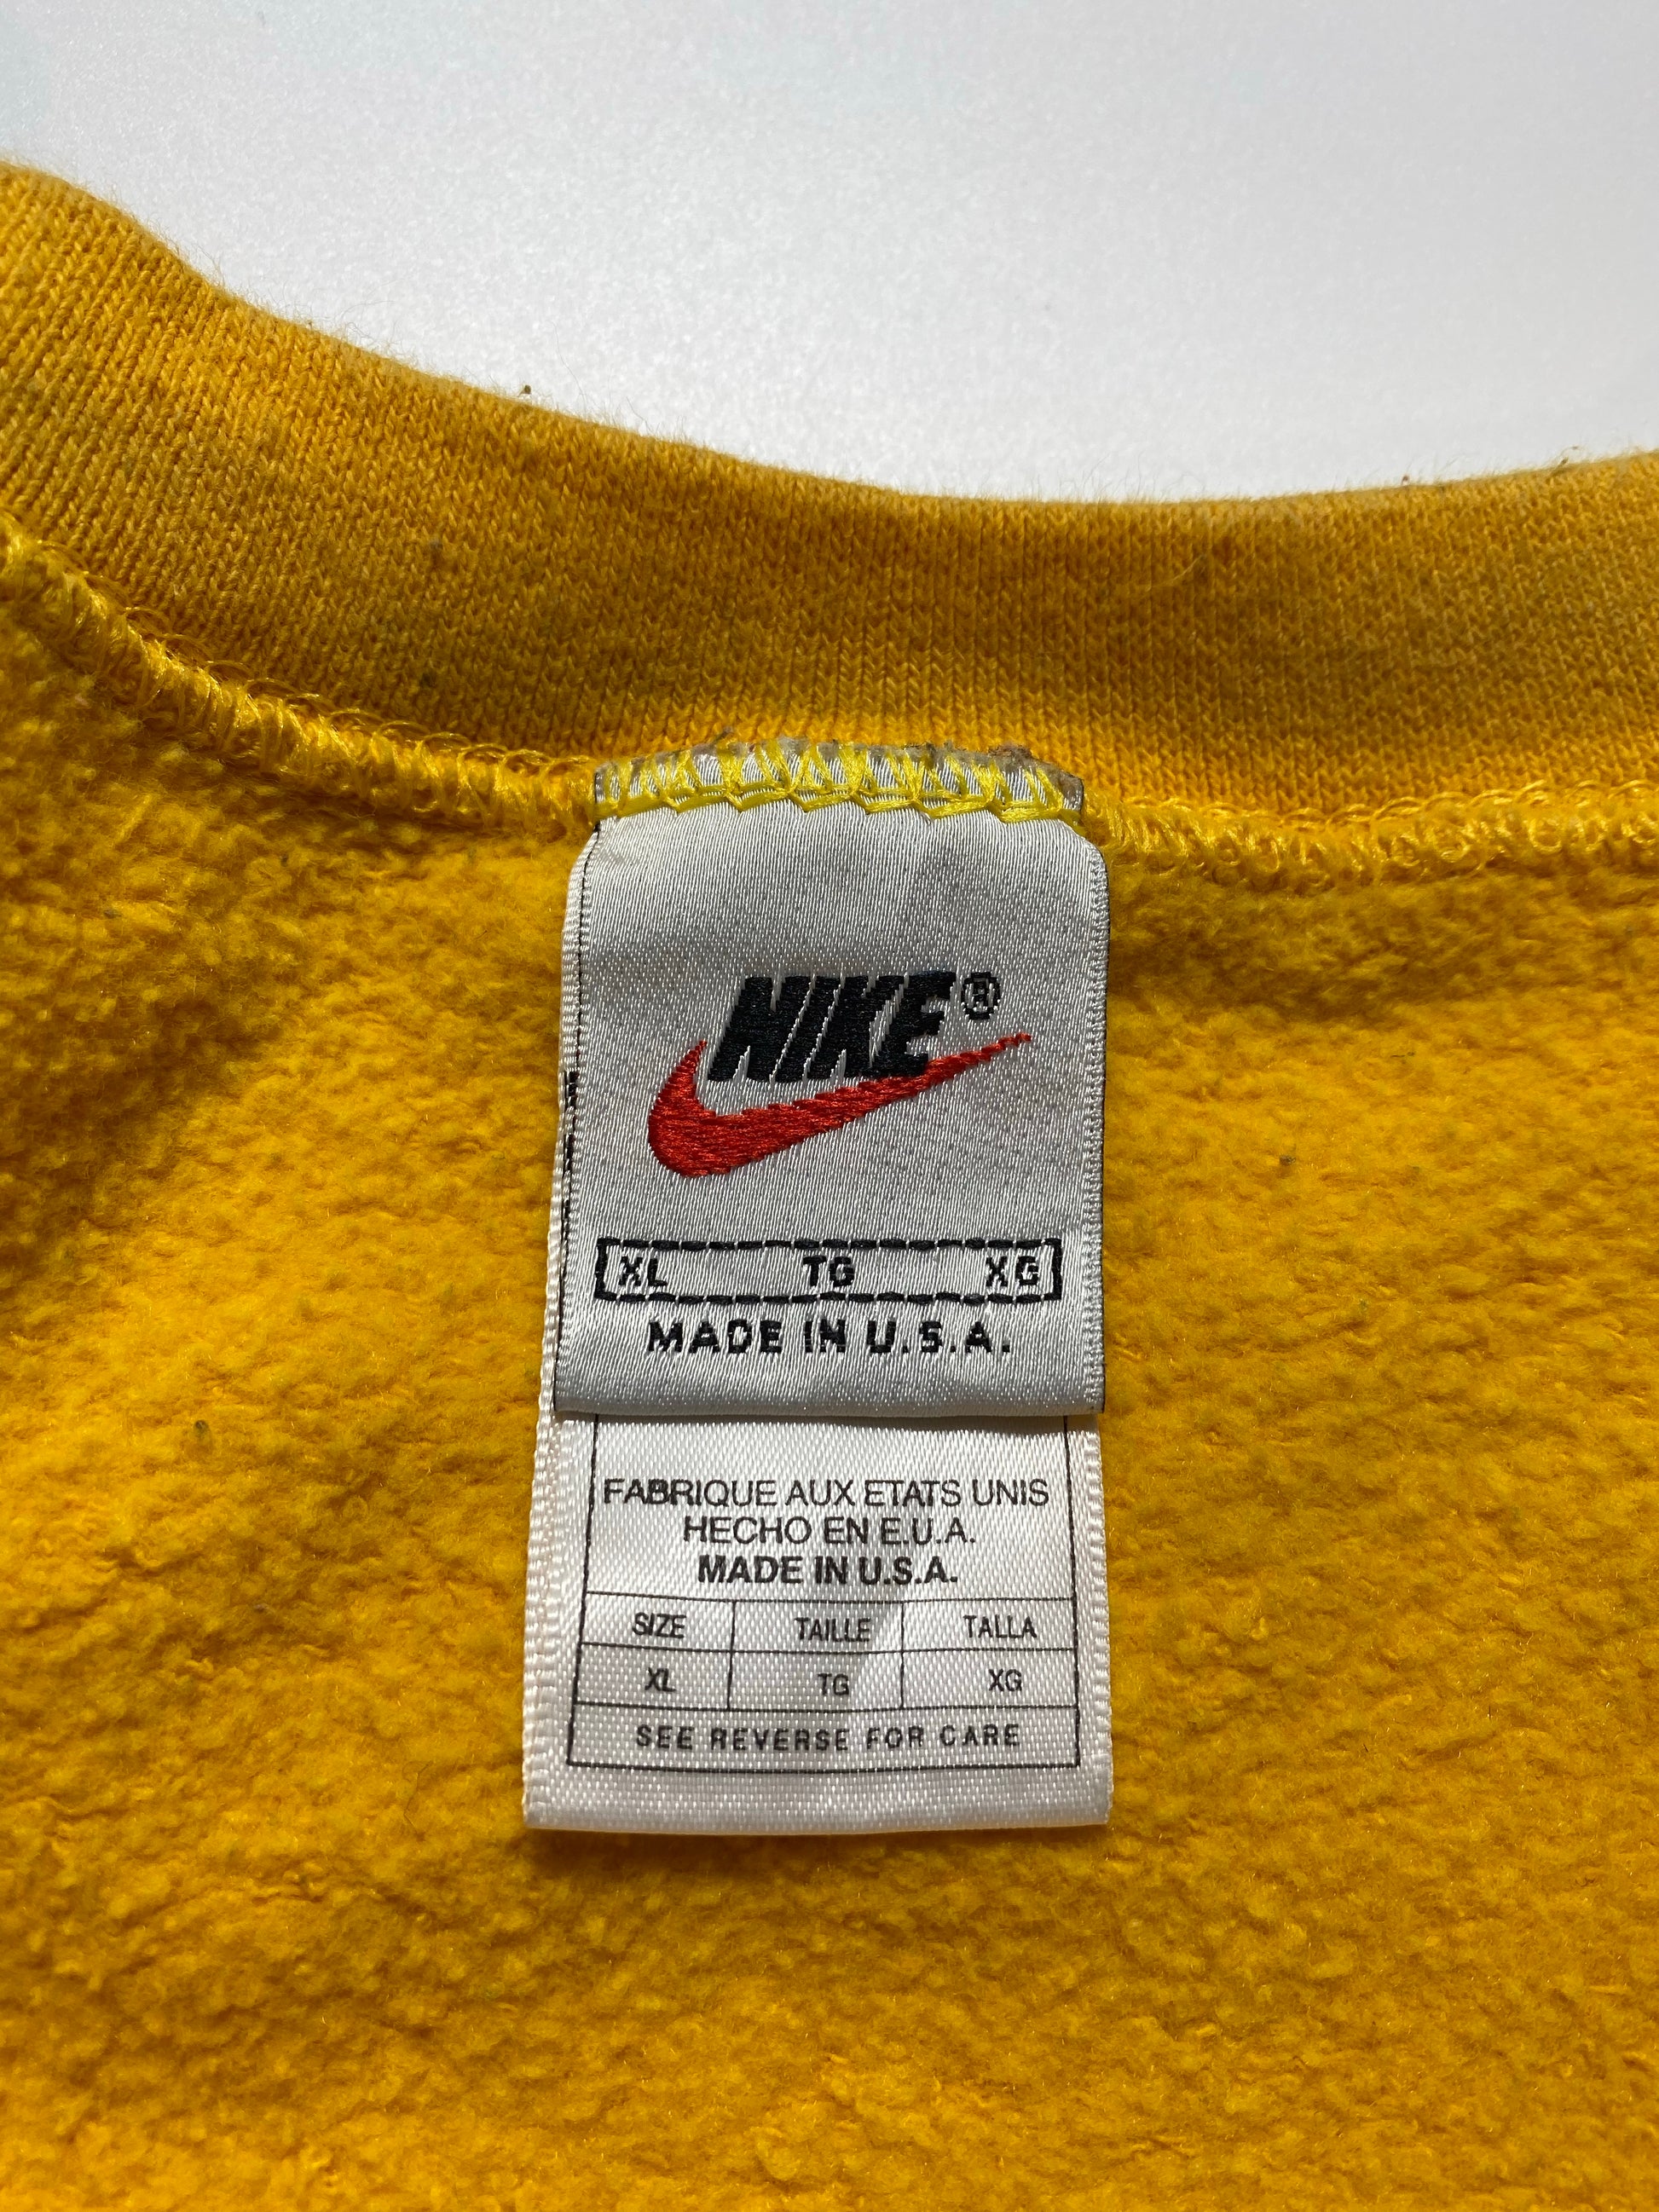 NIKE®
XL TG XG
MADE IN U.S.A.
FABRIQUE AUX ETATS UNIS
HECHO EN E.U.A.
MADE IN U.S.A.
SIZE TAILLE TALLA
XL TG XG
SEE REVERSE FOR CARE